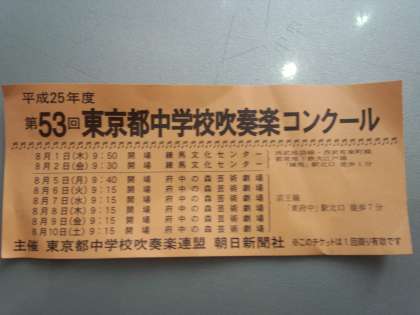 平成25年度
第53回 東京都中学校吹奏楽コンクール
8月1日(木) 9:50 開場 練馬文化センター
8月2日(金) 9:30 開場 練馬文化センター
「練馬」駅北口 徒歩1分
8月5日(月) 9:40 開場 府中の森芸術劇場
8月6日(火) 9:15 開場 府中の森芸術劇場
8月7日(水) 9:15 開場 府中の森芸術劇場
8月8日(木) 9:15 開場 府中の森芸術劇場
8月9日(金) 9:15 開場 府中の森芸術劇場
8月10日(土) 9:15 開場 府中の森芸術劇場
京王線
「東府中」駅北口 徒歩7分
主催 東京都中学校吹奏楽連盟 朝日新聞社 ※このチケットは1回限り有効です